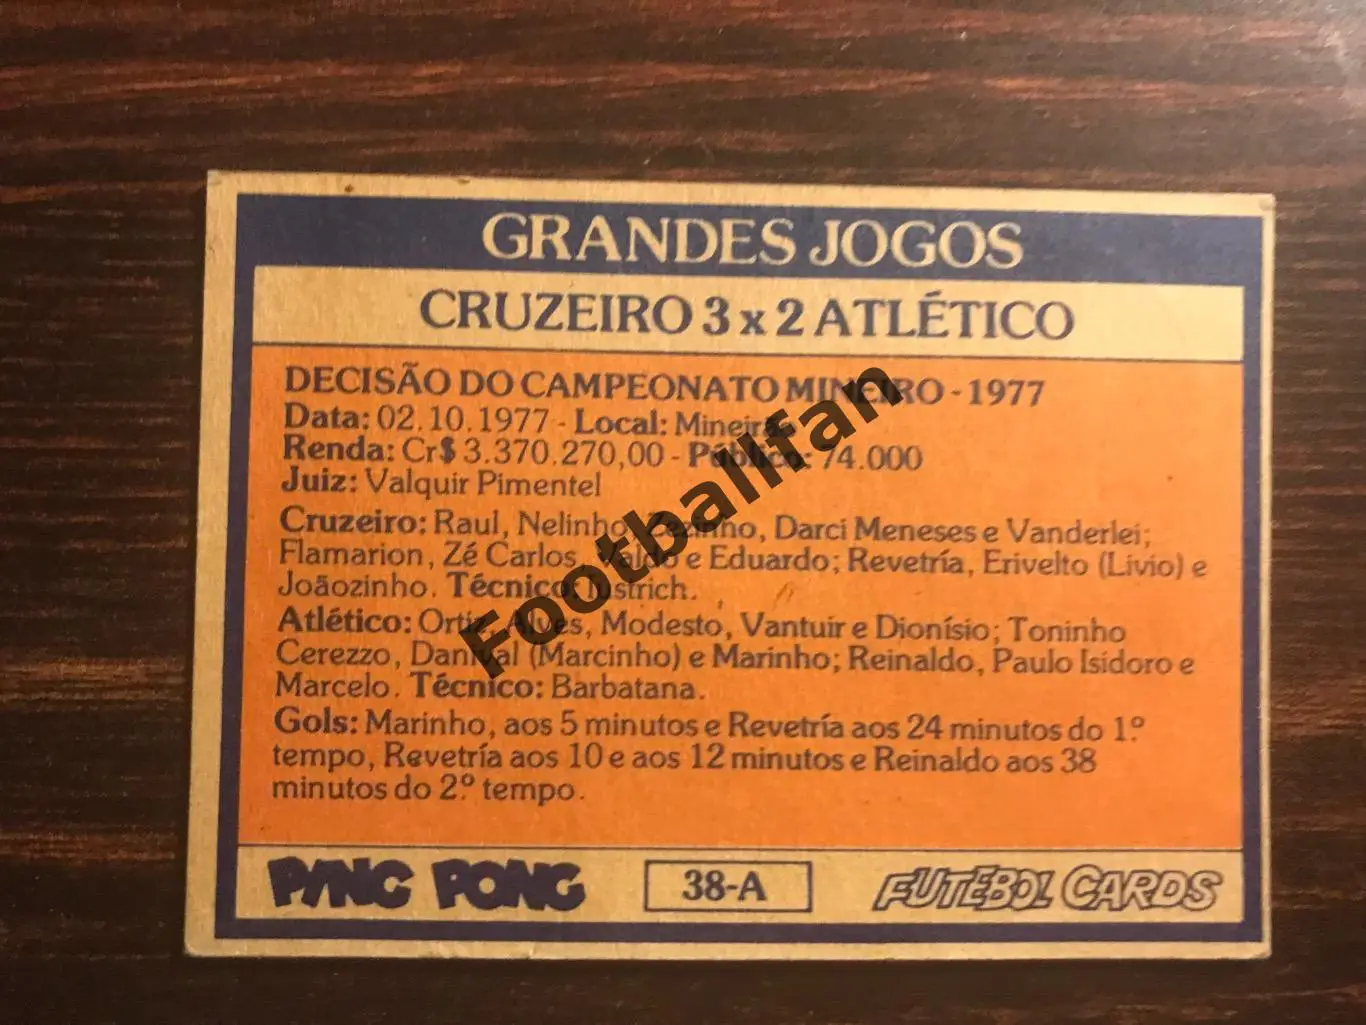 GRANDES JOGOS
CRUZEIRO 3 x 2 ATLÉTICO
DECISÃO DO CAMPEONATO MINEIRO - 1977
Data: 02.10.1977 - Local: Mineirão
Renda: Cr$ 3.370.270,00 - Público: 74.000
Juiz: Valquir Pimentel
Cruzeiro: Raul, Nelinho, Zezinho, Darci Meneses e Vanderlei;
Flamarion, Zé Carlos, Valdo e Eduardo; Revetría, Erivelto (Livio) e
Joãozinho. Técnico: Iustrich.
Atlético: Ortiz, Alves, Modesto, Vantuir e Dionísio; Toninho
Cerezzo, Danival (Marcinho) e Marinho; Reinaldo, Paulo Isidoro e
Marcelo. Técnico: Barbatana.
Gols: Marinho, aos 5 minutos e Revetría aos 24 minutos do 1.º
tempo, Revetría aos 10 e aos 12 minutos e Reinaldo aos 38
minutos do 2.º tempo.
PING PONG 38-A FUTEBOL CARDS
Footballfan